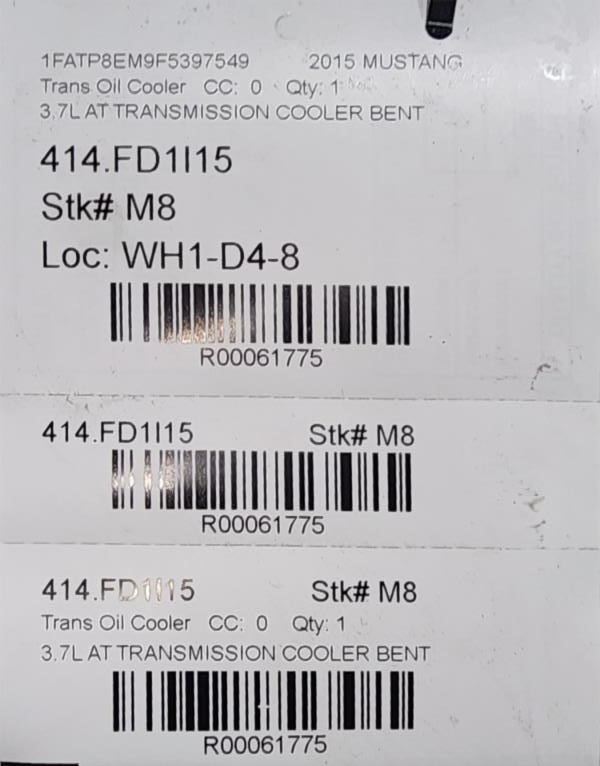 1FATP8EM9F5397549 2015 MUSTANG
Trans Oil Cooler CC: 0 Qty: 1
3.7L AT TRANSMISSION COOLER BENT
414.FD1I15
Stk# M8
Loc: WH1-D4-8
R00061775
414.FD1I15 Stk# M8
R00061775
414.FD1I15 Stk# M8
Trans Oil Cooler CC: 0 Qty: 1
3.7L AT TRANSMISSION COOLER BENT
R00061775